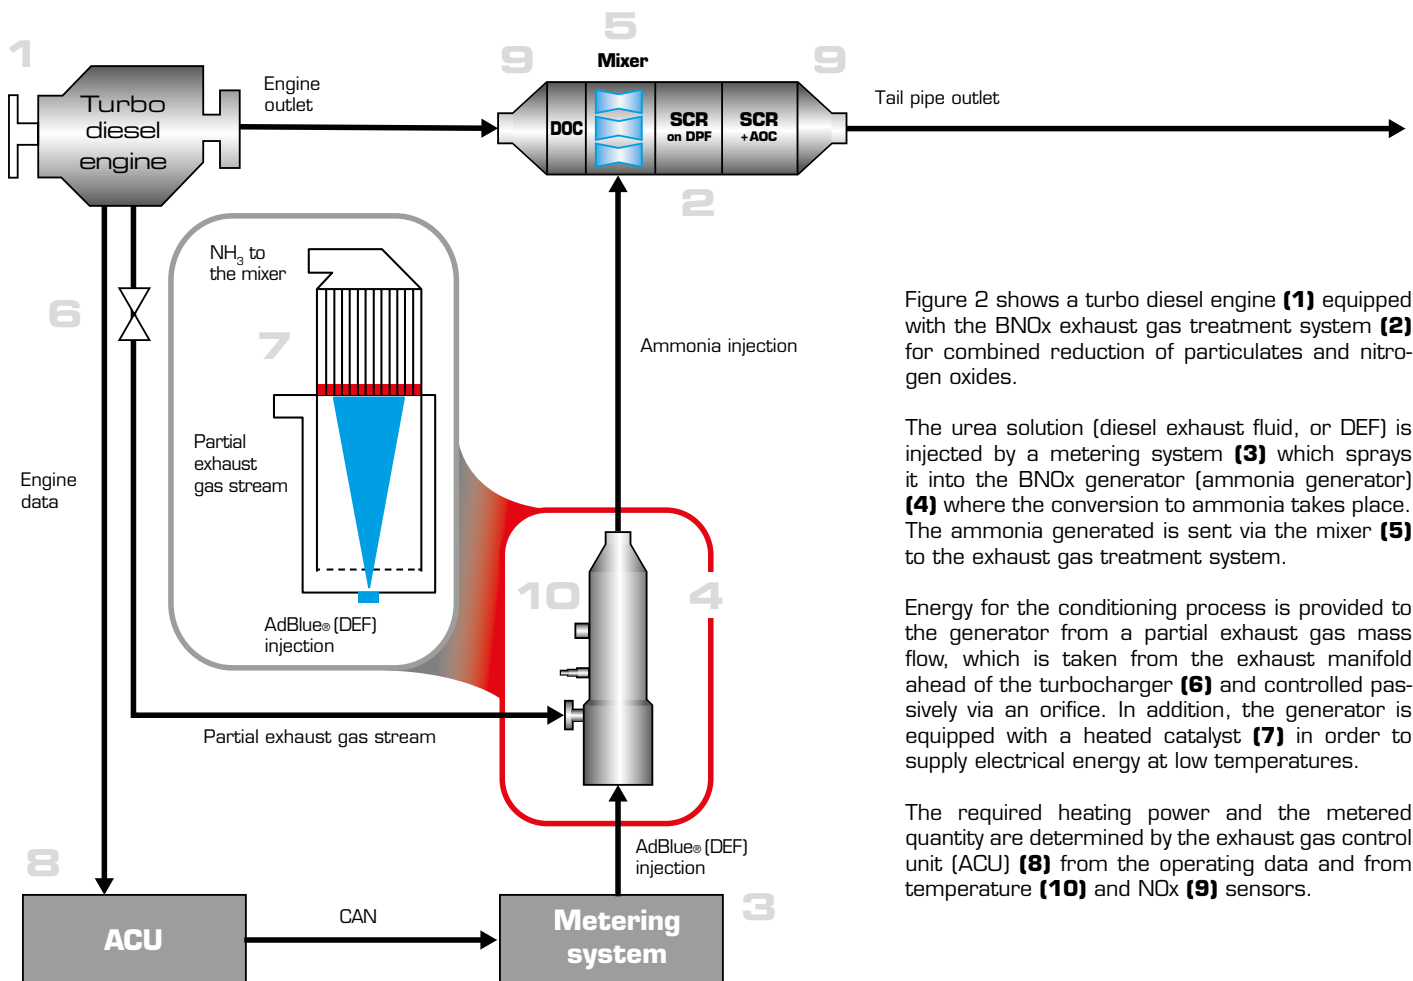 1
Turbo
diesel
engine
Engine
outlet
9
5
Mixer
9
DOC
SCR
on DPF
SCR
+AOC
Tail pipe outlet
2
NH₃ to
the mixer
6
7
Ammonia injection
Partial
exhaust
gas stream
Engine
data
AdBlue® (DEF)
injection
10
4
Partial exhaust gas stream
AdBlue® (DEF)
injection
8
ACU
CAN
Metering
system
3
Figure 2 shows a turbo diesel engine (1) equipped
with the BNOx exhaust gas treatment system (2)
for combined reduction of particulates and nitro-
gen oxides.
The urea solution (diesel exhaust fluid, or DEF) is
injected by a metering system (3) which sprays
it into the BNOx generator (ammonia generator)
(4) where the conversion to ammonia takes place.
The ammonia generated is sent via the mixer (5)
to the exhaust gas treatment system.
Energy for the conditioning process is provided to
the generator from a partial exhaust gas mass
flow, which is taken from the exhaust manifold
ahead of the turbocharger (6) and controlled pas-
sively via an orifice. In addition, the generator is
equipped with a heated catalyst (7) in order to
supply electrical energy at low temperatures.
The required heating power and the metered
quantity are determined by the exhaust gas control
unit (ACU) (8) from the operating data and from
temperature (10) and NOx (9) sensors.